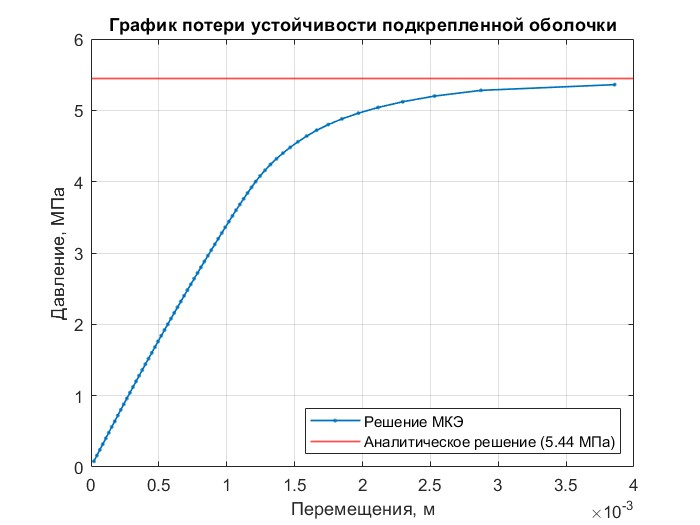 График потери устойчивости подкрепленной оболочки
6
5
4
3
2
1
0
Давление, МПа
Решение МКЭ
Аналитическое решение (5.44 МПа)
0 0.5 1 1.5 2 2.5 3 3.5 4
Перемещения, м
×10⁻³